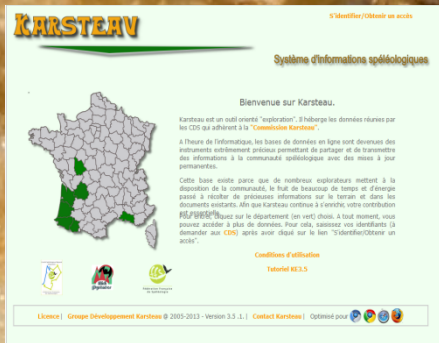 S'identifier/Obtenir un accès
KARSTEAV
Système d'informations spéléologiques
Bienvenue sur Karsteau.
Karsteau est un outil orienté "exploration". Il héberge les données réunies par
les CDS qui adhèrent à la "Commission Karsteau".
A l'heure de l'informatique, les bases de données en ligne sont devenues des
instruments extrêmement précieux permettant de partager et de transmettre
des informations à la communauté spéléologique avec des mises à jour
permanentes.
Cette base existe parce que de nombreux explorateurs mettent à la
disposition de la communauté, le fruit de beaucoup de temps et d'énergie
passé à récolter de précieuses informations sur le terrain et dans les
documents existants. Afin que Karsteau continue à s'enrichir, votre contribution
est essentielle.
Pour entrer, cliquez sur le département (en vert) choisi. A tout moment, vous
pouvez accéder à plus de données. Pour cela, saisissez vos identifiants (à
demander aux CDS) après avoir cliqué sur le lien "S'identifier/Obtenir un
accès".
Conditions d'utilisation
Tutoriel KE3.5
Licence | Groupe Développement Karsteau @ 2005-2013 - Version 3.5 .1. | Contact Karsteau | Optimisé pour